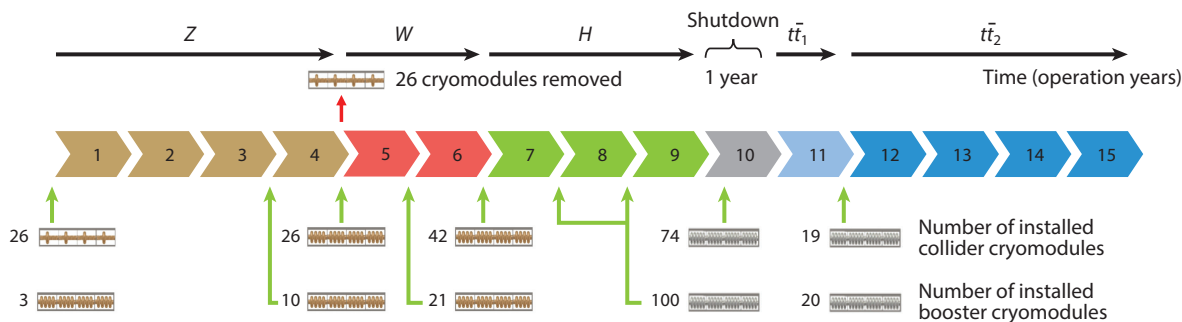 Z W H Shutdown tt̄₁ tt̄₂
1 year
26 cryomodules removed
Time (operation years)
1 2 3 4 5 6 7 8 9 10 11 12 13 14 15
26 26 42 74 19 Number of installed
collider cryomodules
3 10 21 100 20 Number of installed
booster cryomodules